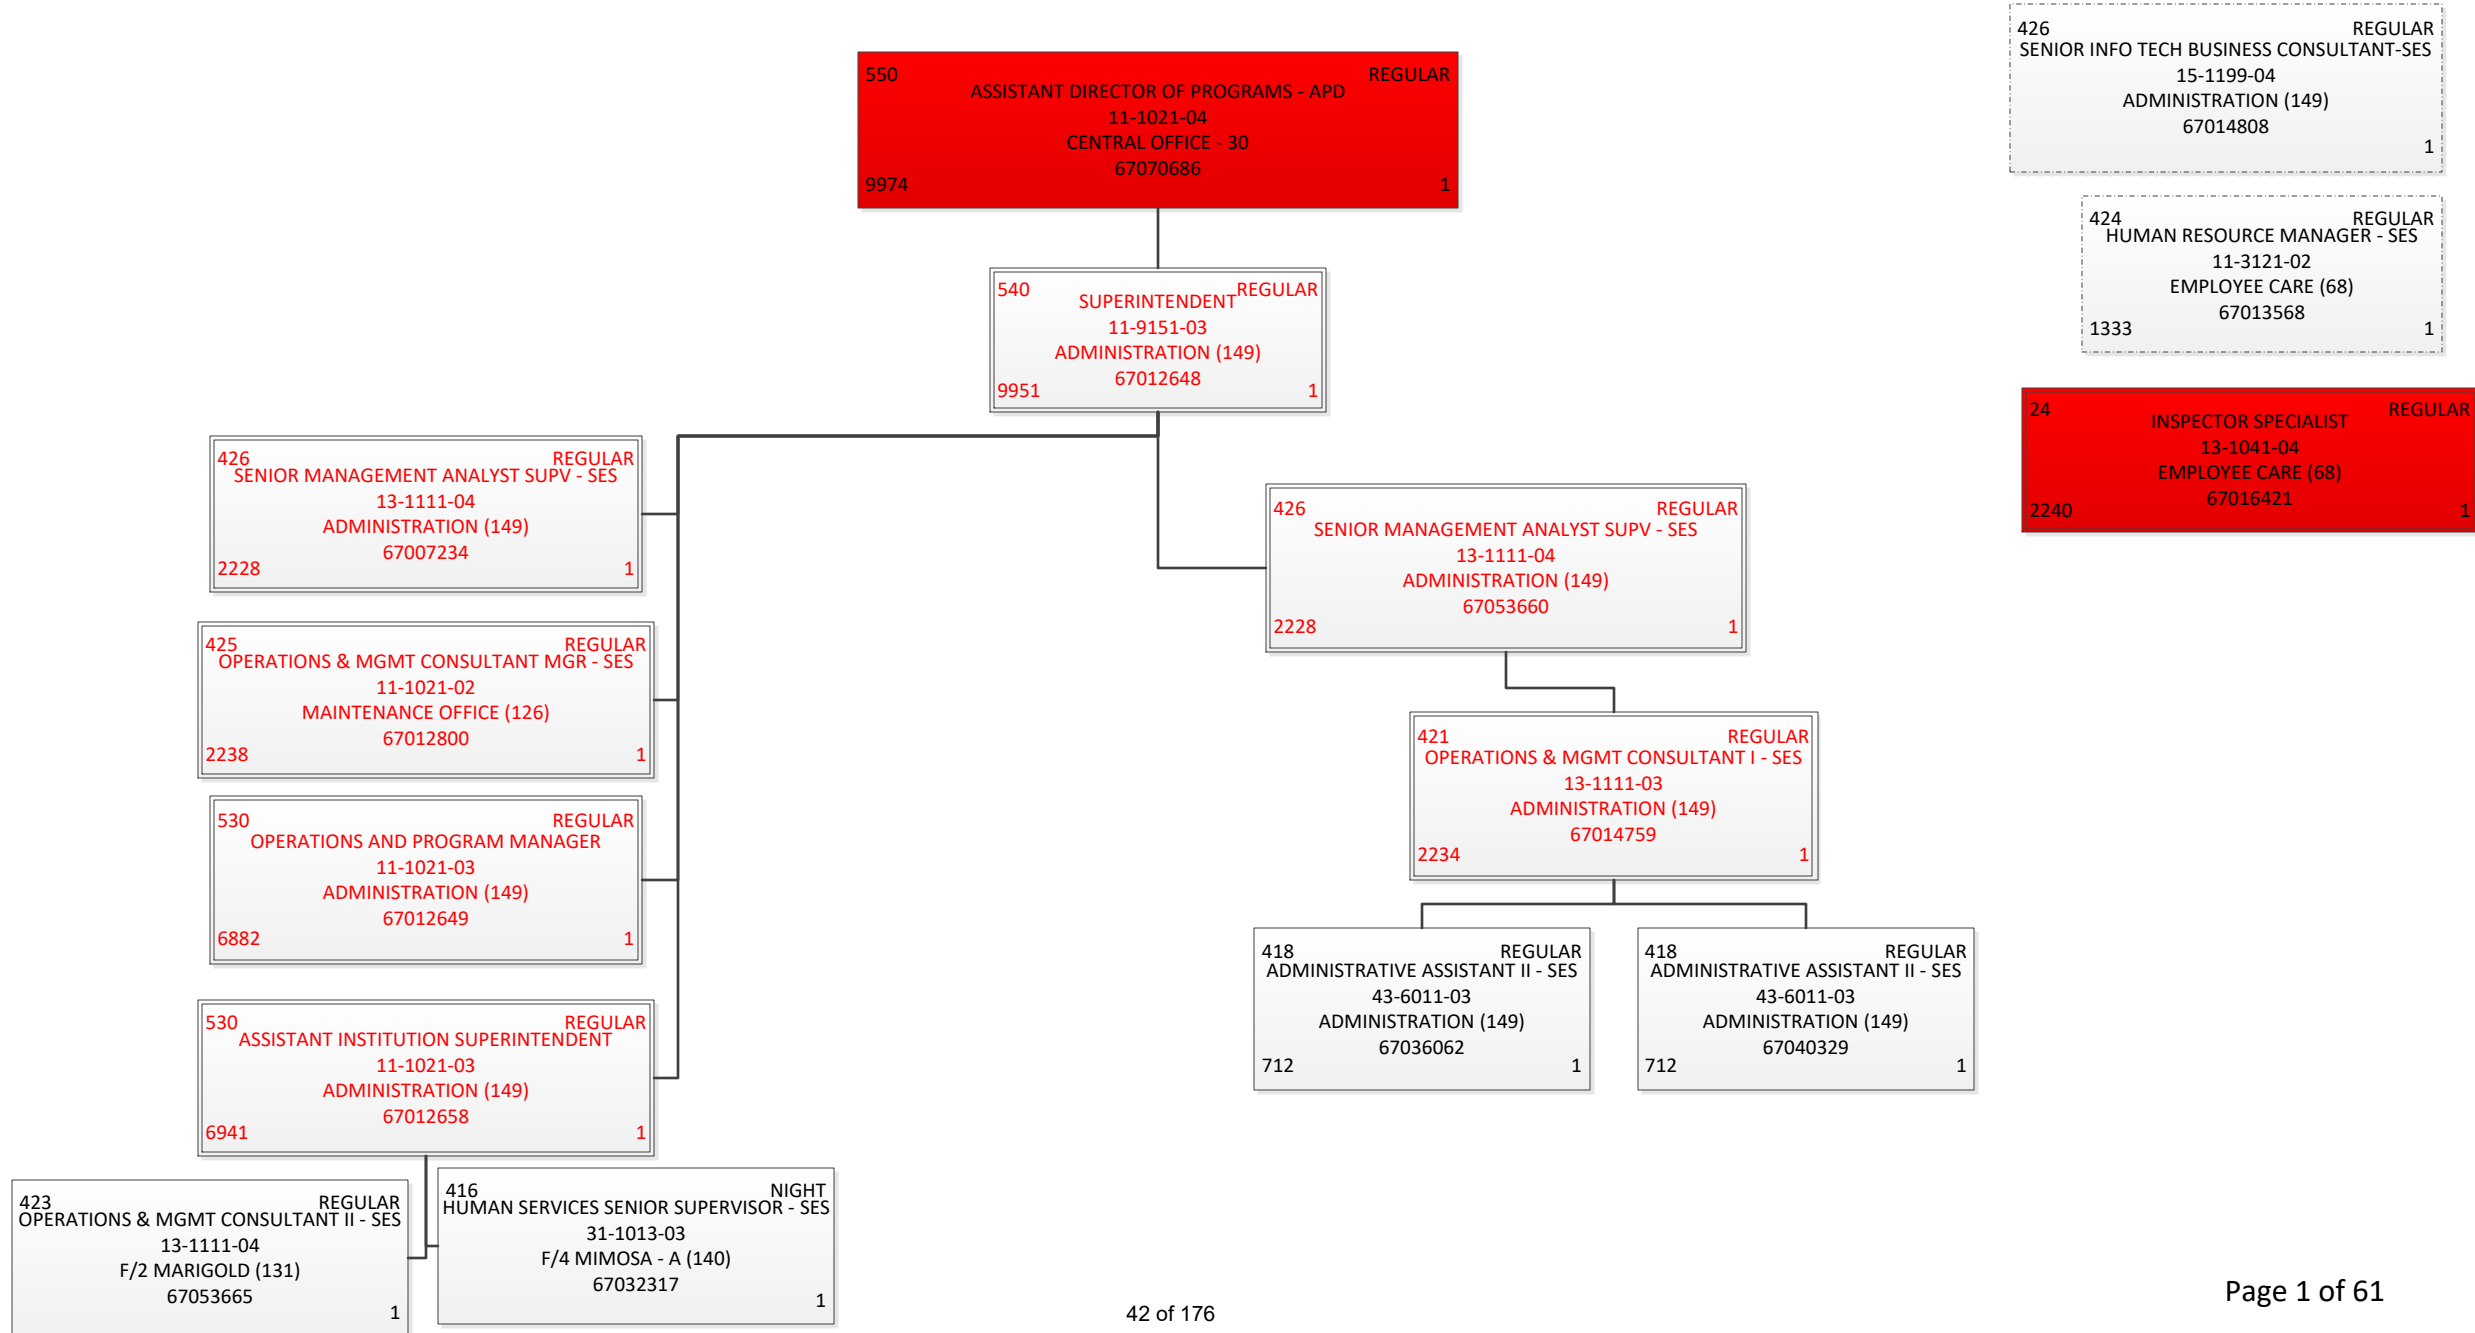 550 REGULAR
ASSISTANT DIRECTOR OF PROGRAMS - APD
11-1021-04
CENTRAL OFFICE - 30
67070686
9974 1
426 REGULAR
SENIOR INFO TECH BUSINESS CONSULTANT-SES
15-1199-04
ADMINISTRATION (149)
67014808
1
424 REGULAR
HUMAN RESOURCE MANAGER - SES
11-3121-02
EMPLOYEE CARE (68)
67013568
1333 1
24 REGULAR
INSPECTOR SPECIALIST
13-1041-04
EMPLOYEE CARE (68)
67016421
2240 1
540 REGULAR
SUPERINTENDENT
11-9151-03
ADMINISTRATION (149)
67012648
9951 1
426 REGULAR
SENIOR MANAGEMENT ANALYST SUPV - SES
13-1111-04
ADMINISTRATION (149)
67007234
2228 1
425 REGULAR
OPERATIONS & MGMT CONSULTANT MGR - SES
11-1021-02
MAINTENANCE OFFICE (126)
67012800
2238 1
530 REGULAR
OPERATIONS AND PROGRAM MANAGER
11-1021-03
ADMINISTRATION (149)
67012649
6882 1
530 REGULAR
ASSISTANT INSTITUTION SUPERINTENDENT
11-1021-03
ADMINISTRATION (149)
67012658
6941 1
423 REGULAR
OPERATIONS & MGMT CONSULTANT II - SES
13-1111-04
F/2 MARIGOLD (131)
67053665
1
416 NIGHT
HUMAN SERVICES SENIOR SUPERVISOR - SES
31-1013-03
F/4 MIMOSA - A (140)
67032317
1
426 REGULAR
SENIOR MANAGEMENT ANALYST SUPV - SES
13-1111-04
ADMINISTRATION (149)
67053660
2228 1
421 REGULAR
OPERATIONS & MGMT CONSULTANT I - SES
13-1111-03
ADMINISTRATION (149)
67014759
2234 1
418 REGULAR
ADMINISTRATIVE ASSISTANT II - SES
43-6011-03
ADMINISTRATION (149)
67036062
712 1
418 REGULAR
ADMINISTRATIVE ASSISTANT II - SES
43-6011-03
ADMINISTRATION (149)
67040329
712 1
42 of 176
Page 1 of 61